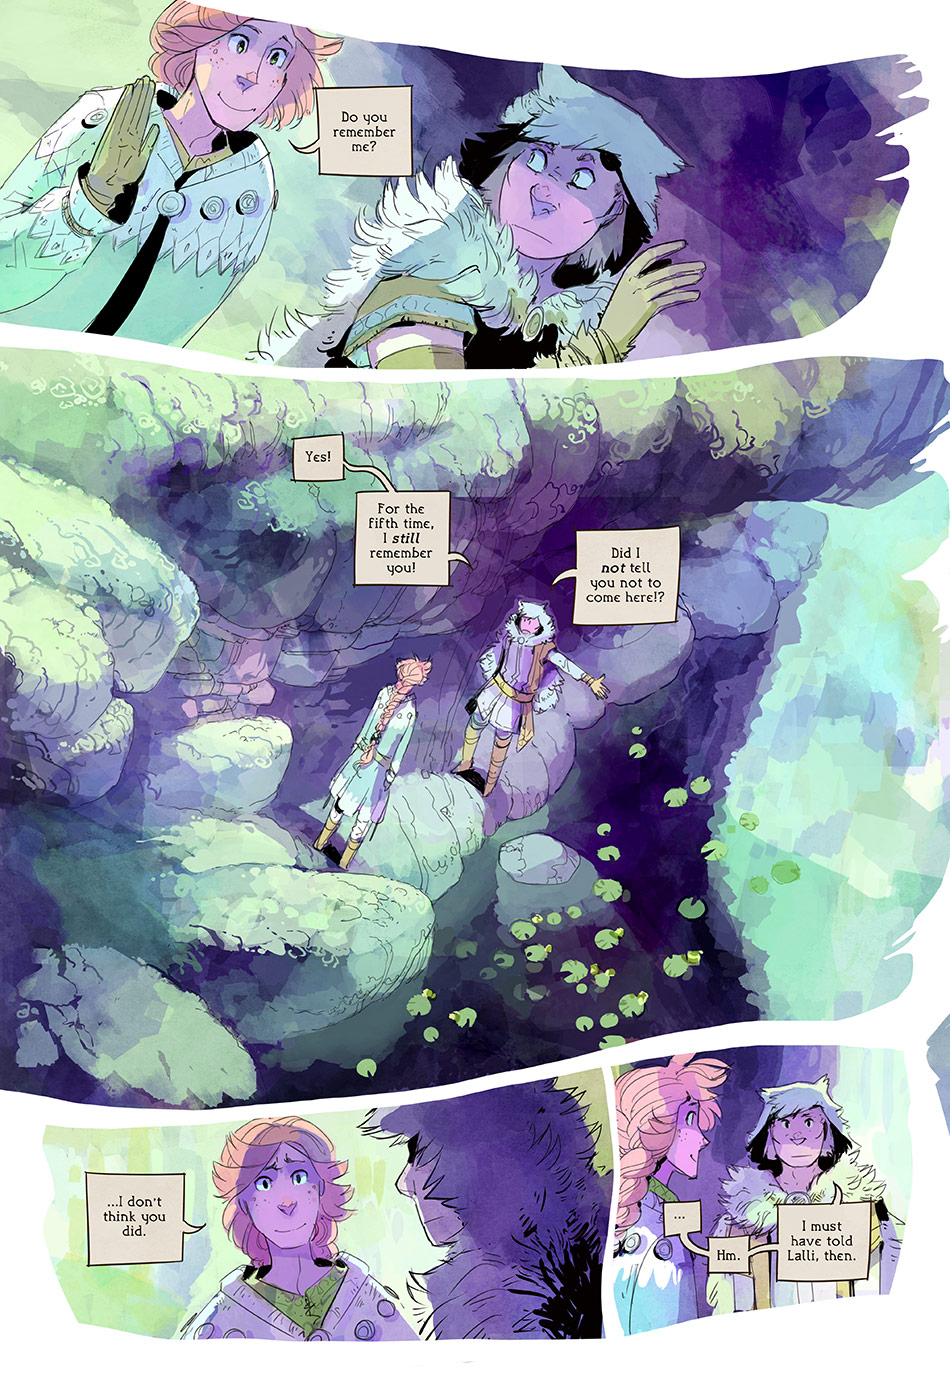 Do you
remember
me?
Yes!
For the
fifth time,
I still
remember
you!
Did I
not tell
you not to
come here!?
...I don't
think you
did.
...
Hm.
I must
have told
Lalli, then.